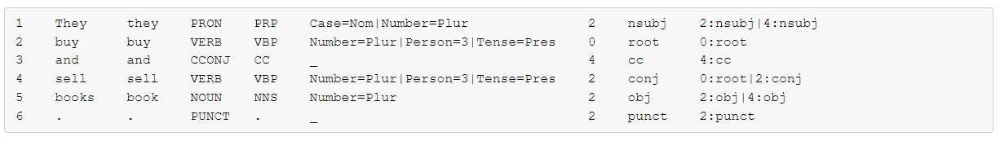 1 They they PRON PRP Case=Nom|Number=Plur 2 nsubj 2:nsubj|4:nsubj
2 buy buy VERB VBP Number=Plur|Person=3|Tense=Pres 0 root 0:root
3 and and CCONJ CC _ 4 cc 4:cc
4 sell sell VERB VBP Number=Plur|Person=3|Tense=Pres 2 conj 0:root|2:conj
5 books book NOUN NNS Number=Plur 2 obj 2:obj|4:obj
6 . . PUNCT . _ 2 punct 2:punct